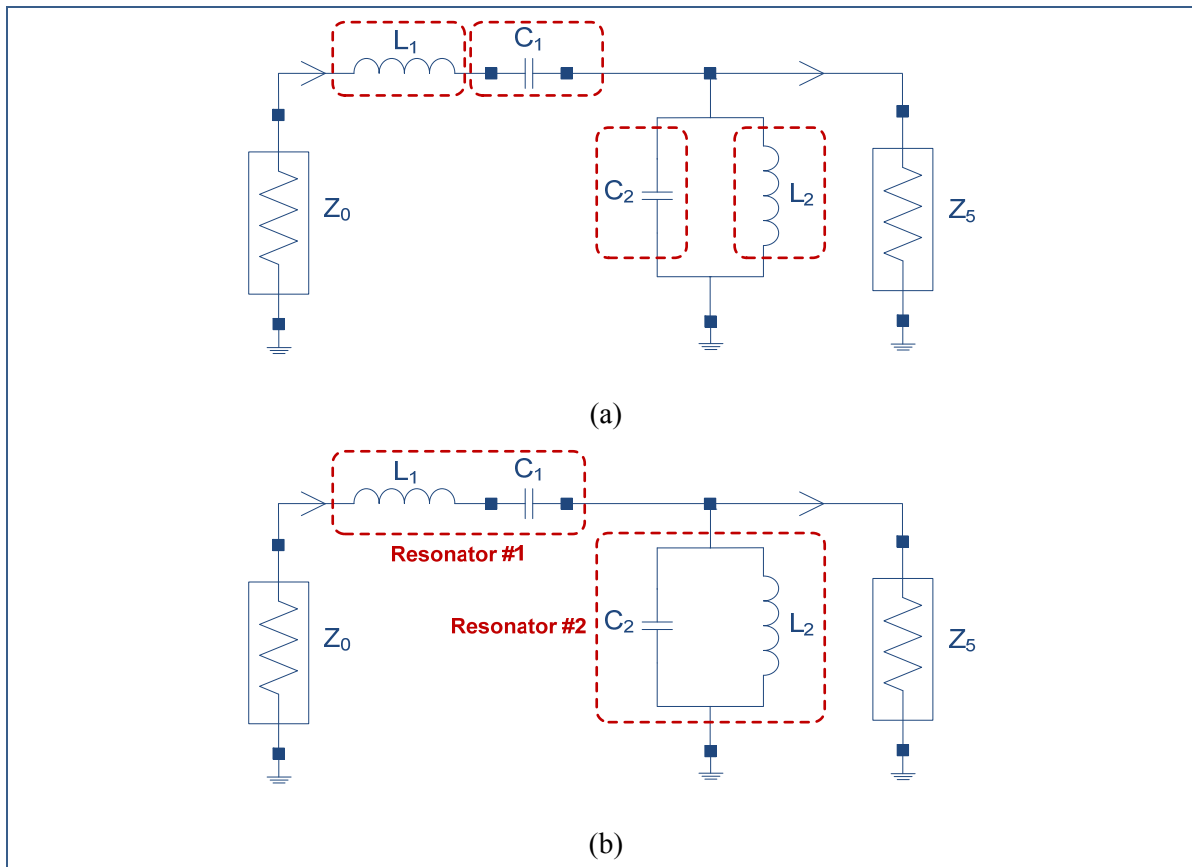 L₁ C₁
C₂ L₂
Z₀ Z₅
(a)
L₁ C₁
Resonator #1
Resonator #2 C₂ L₂
Z₀ Z₅
(b)